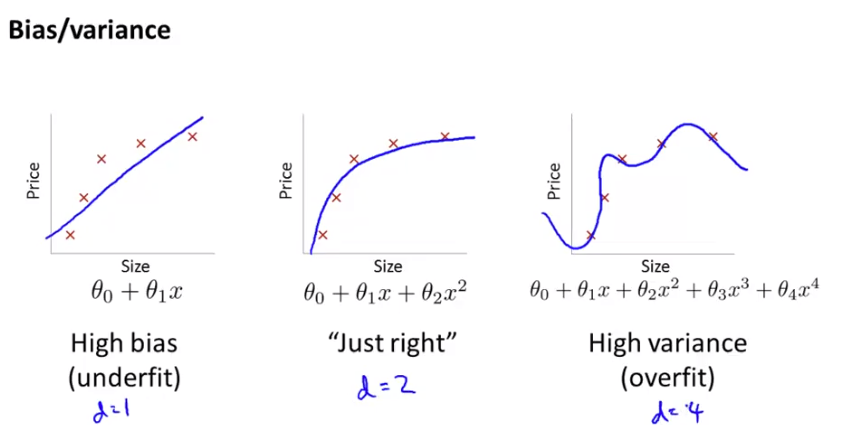 Bias/variance
Price
Size
θ₀ + θ₁x
High bias
(underfit)
d=1
Price
Size
θ₀ + θ₁x + θ₂x²
“Just right”
d=2
Price
Size
θ₀ + θ₁x + θ₂x² + θ₃x³ + θ₄x⁴
High variance
(overfit)
d=4